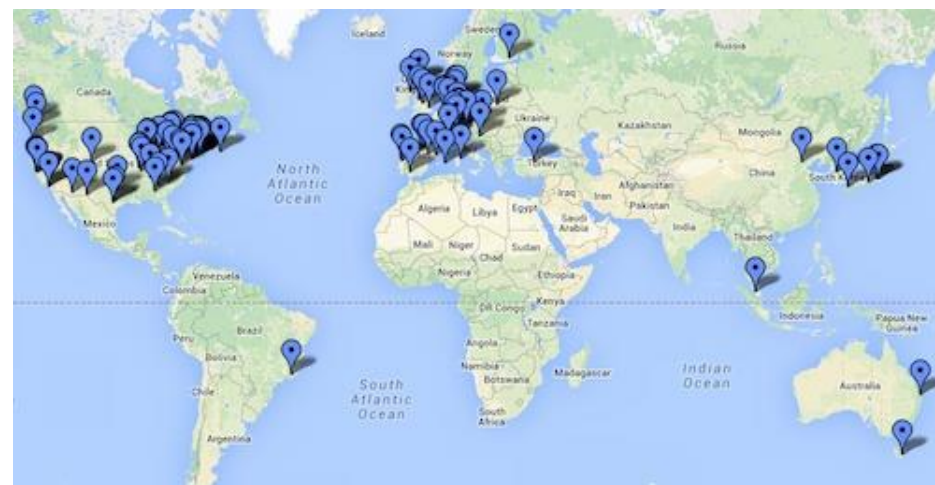 Iceland
Sweden
Norway
Russia
Canada
Ukraine
Kazakhstan
Mongolia
Turkey
China
South Korea
North
Atlantic
Ocean
Afghanistan
Iraq
Iran
Pakistan
Algeria
Libya
Egypt
Saudi
Arabia
India
Mexico
Mali
Niger
Chad
Sudan
Thailand
Nigeria
Ethiopia
Venezuela
Colombia
DR Congo
Kenya
Indonesia
Papua New
Guinea
Tanzania
Brazil
Peru
Angola
Bolivia
Namibia
Botswana
Madagascar
Indian
Ocean
South
Atlantic
Ocean
Australia
Chile
South
Africa
Argentina